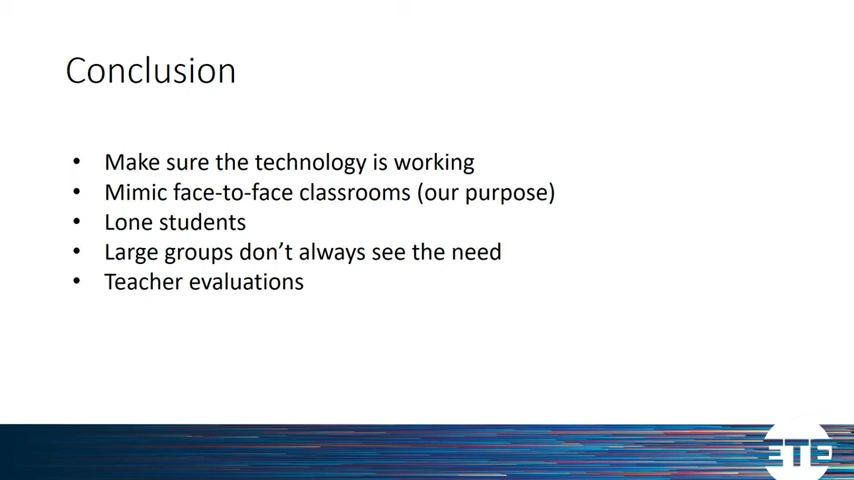 Conclusion
• Make sure the technology is working
• Mimic face-to-face classrooms (our purpose)
• Lone students
• Large groups don’t always see the need
• Teacher evaluations
ETE